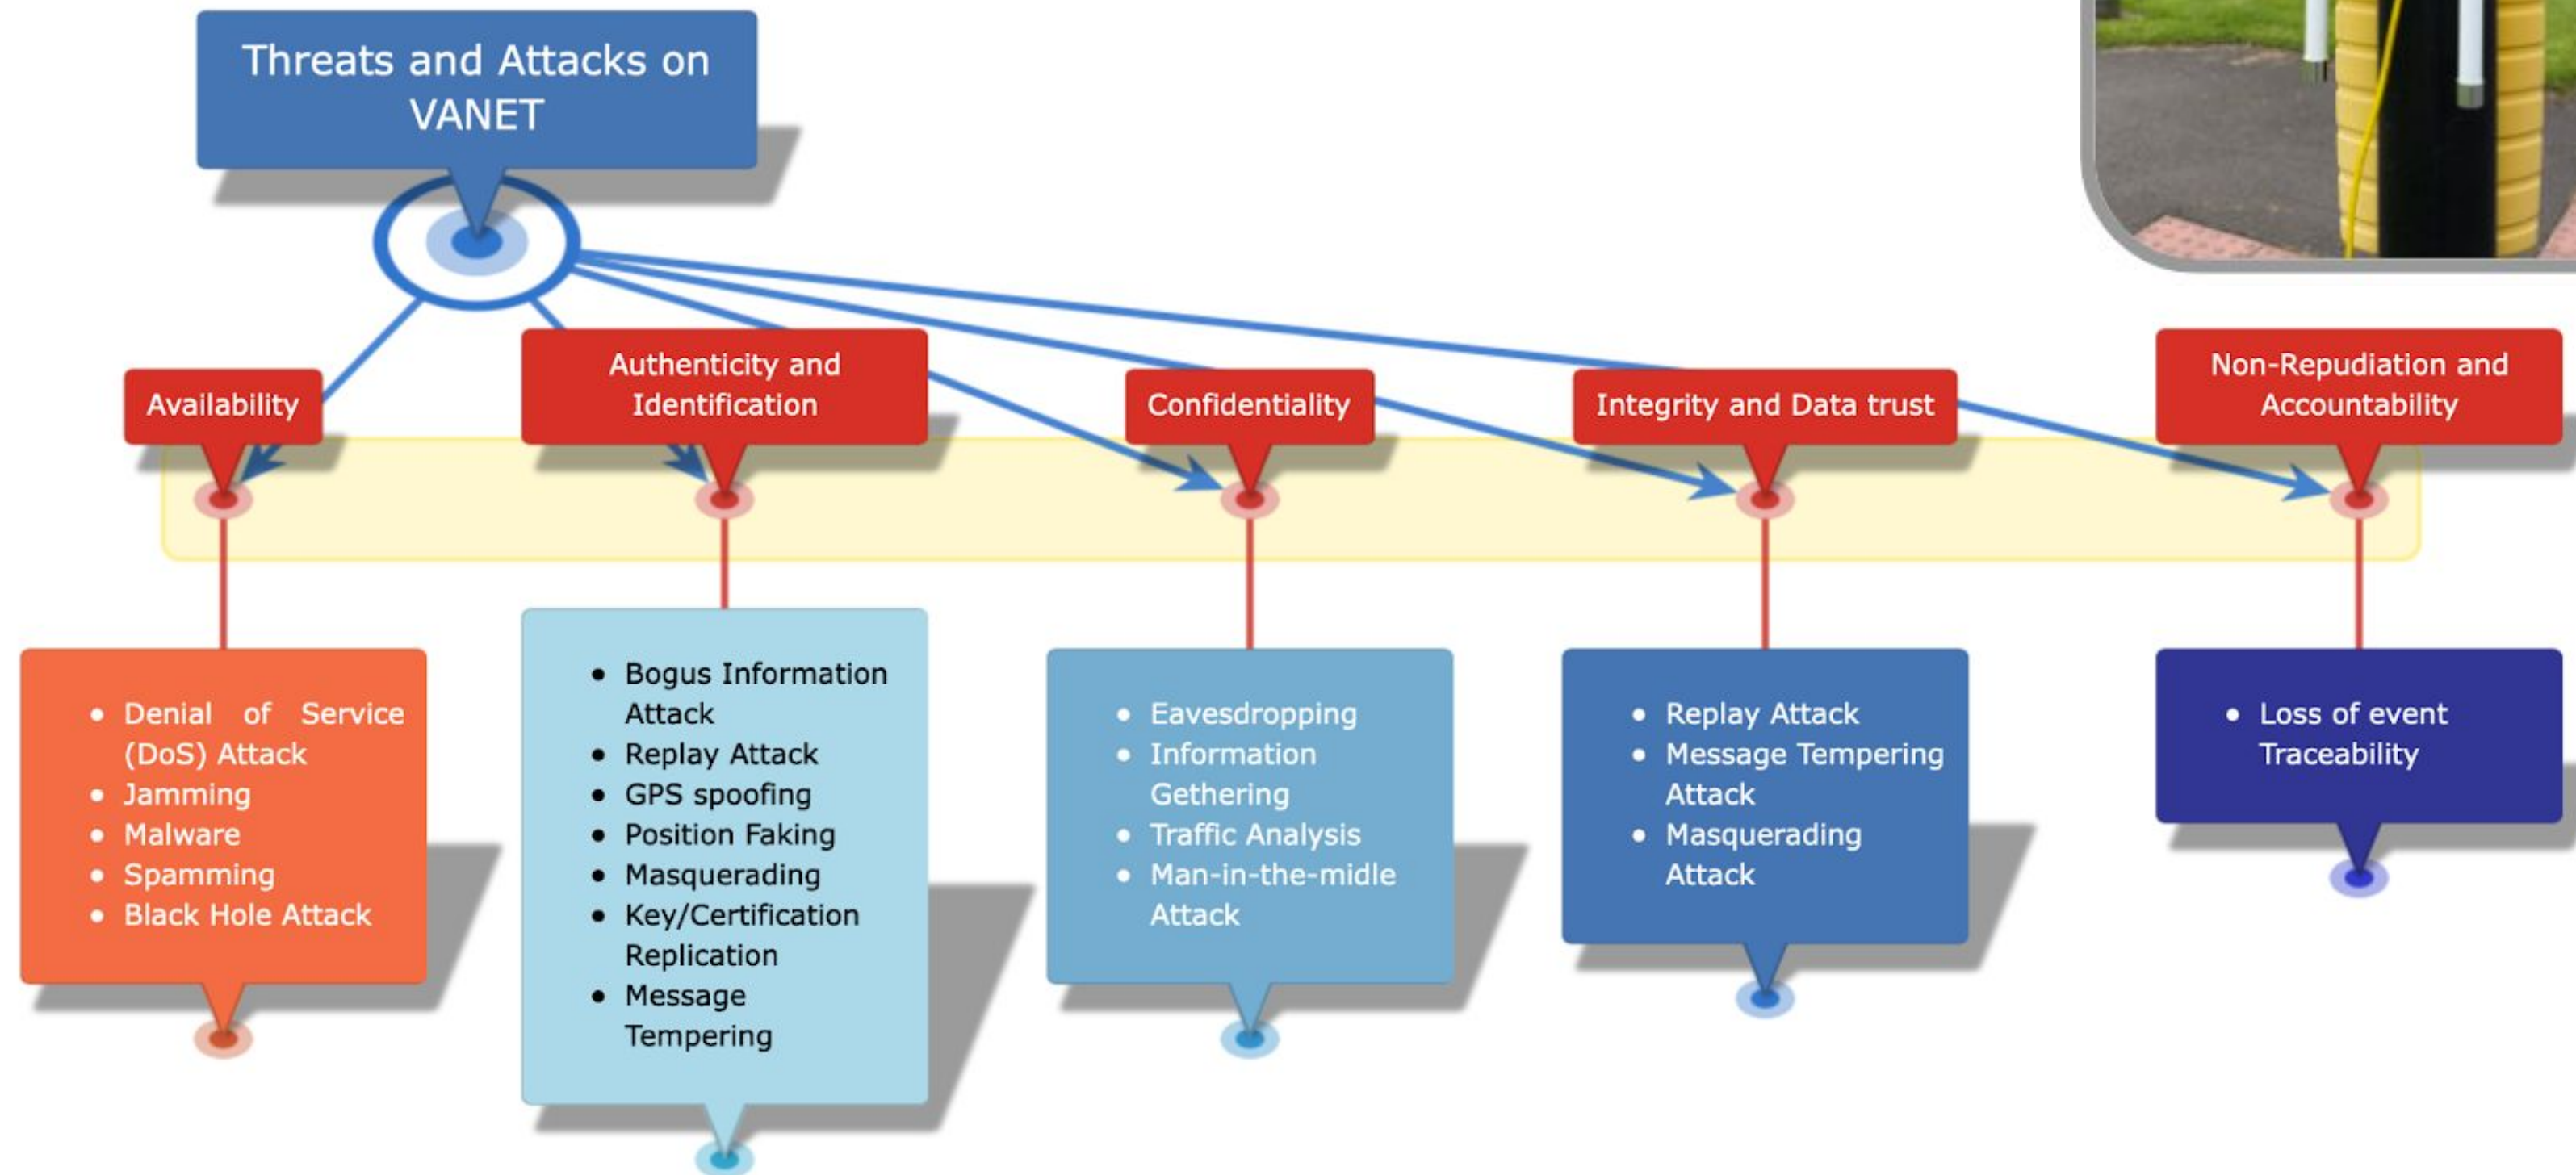 Threats and Attacks on
VANET
Availability
Authenticity and
Identification
Confidentiality
Integrity and Data trust
Non-Repudiation and
Accountability
• Denial of Service
(DoS) Attack
• Jamming
• Malware
• Spamming
• Black Hole Attack
• Bogus Information
Attack
• Replay Attack
• GPS spoofing
• Position Faking
• Masquerading
• Key/Certification
Replication
• Message
Tempering
• Eavesdropping
• Information
Gethering
• Traffic Analysis
• Man-in-the-midle
Attack
• Replay Attack
• Message Tempering
Attack
• Masquerading
Attack
• Loss of event
Traceability